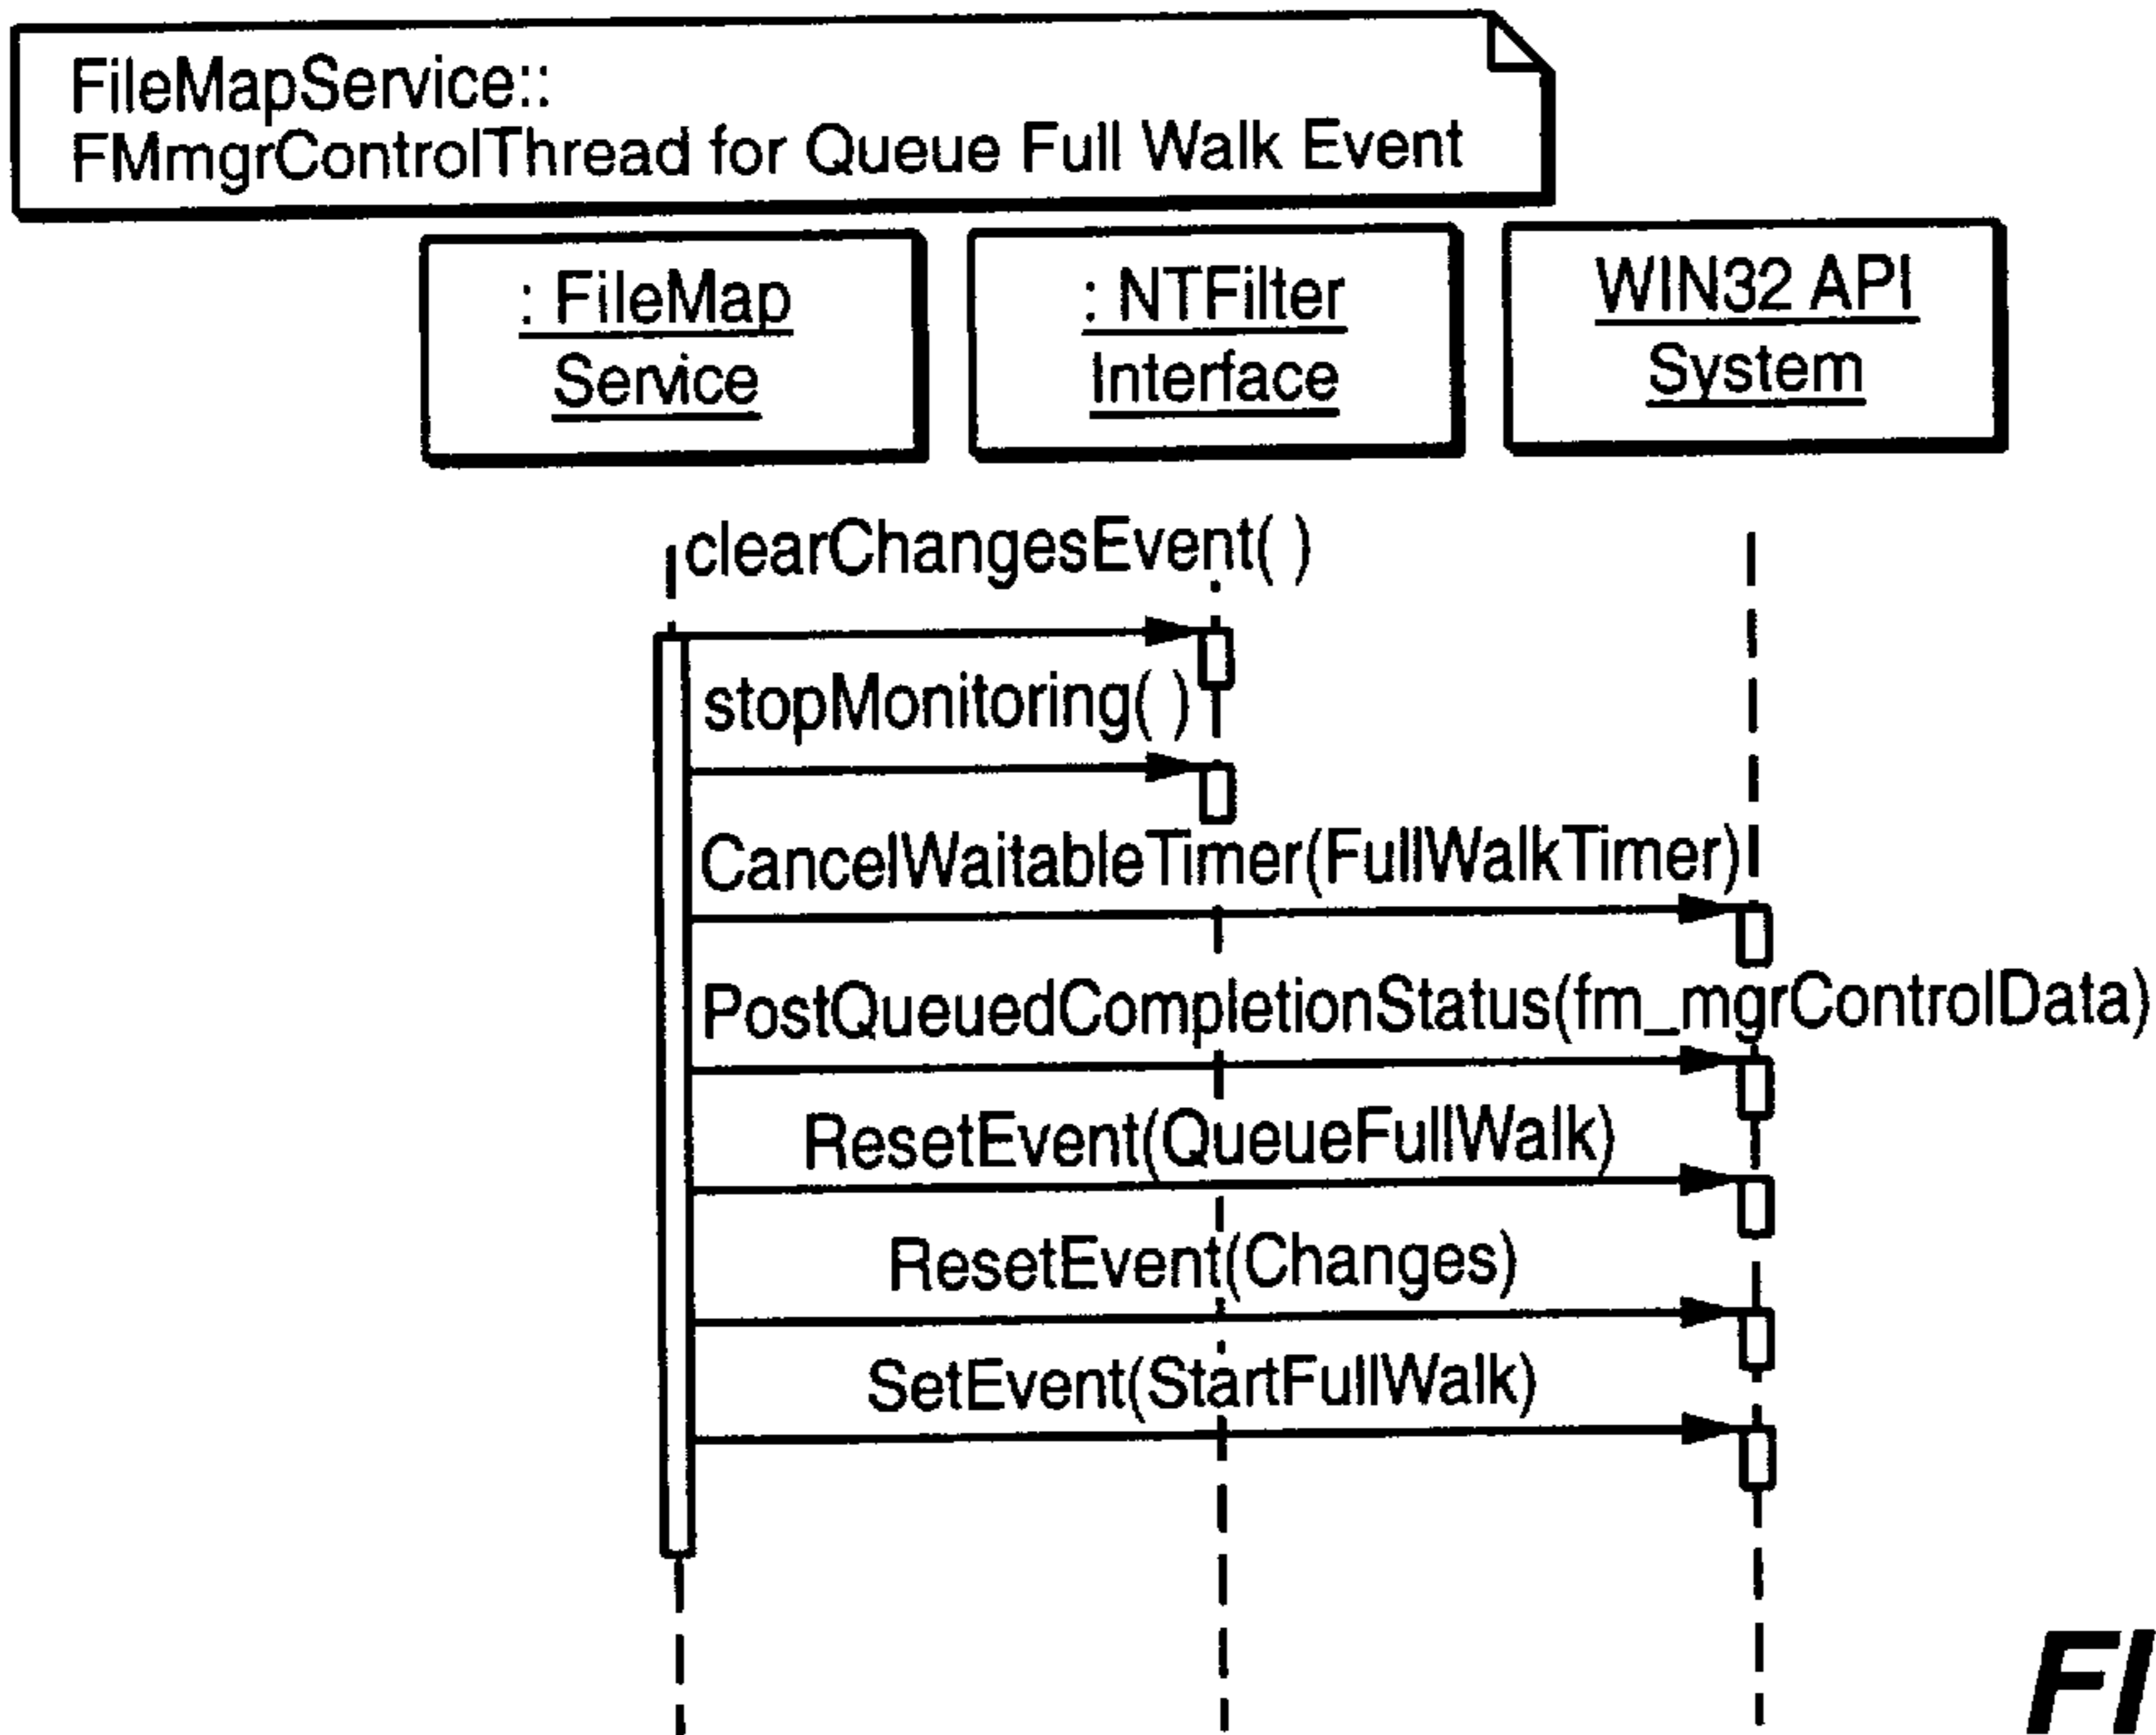 FileMapService::
FMmgrControlThread for Queue Full Walk Event
: FileMap
Service
: NTFilter
Interface
WIN32 API
System
clearChangesEvent( )
stopMonitoring( )
CancelWaitableTimer(FullWalkTimer)
PostQueuedCompletionStatus(fm_mgrControlData)
ResetEvent(QueueFullWalk)
ResetEvent(Changes)
SetEvent(StartFullWalk)
FI